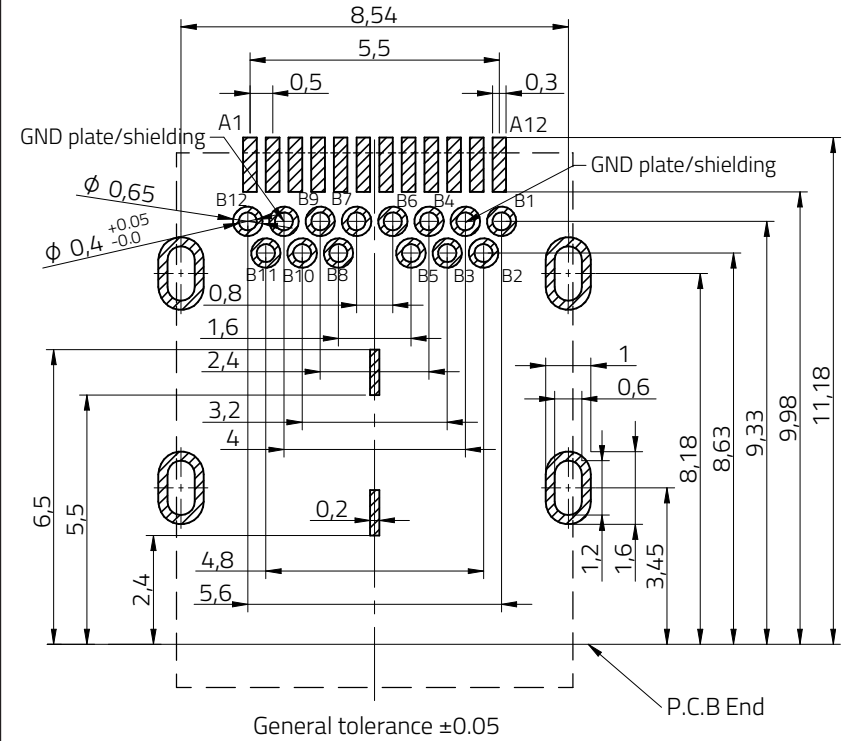 8,54
5,5
0,5
0,3
A1
A12
GND plate/shielding
GND plate/shielding
ϕ 0,65
B12
B9
B7
B6
B4
B1
ϕ 0,4 +0.05 -0.0
B11
B10
B8
B5
B3
B2
0,8
1,6
2,4
1
0,6
3,2
4
0,2
4,8
5,6
6,5
5,5
2,4
1,2
1,6
3,45
8,18
8,63
9,33
9,98
11,18
P.C.B End
General tolerance ±0.05